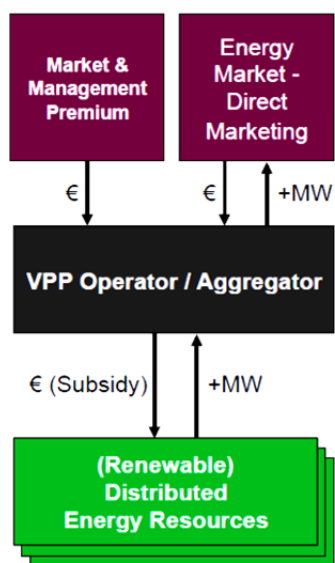 Market &
Management
Premium
Energy
Market -
Direct
Marketing
€
€
+MW
VPP Operator / Aggregator
€ (Subsidy)
+MW
(Renewable)
Distributed
Energy Resources